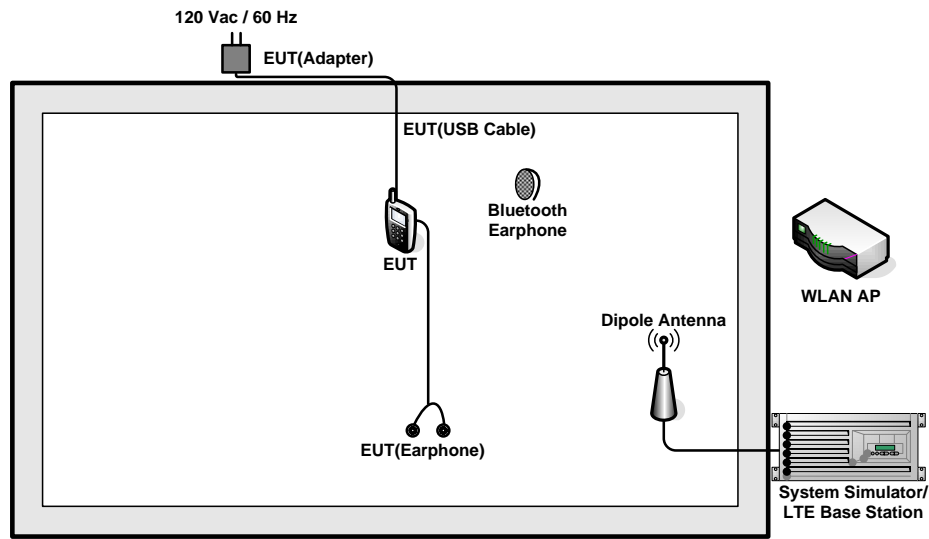 120 Vac / 60 Hz
EUT(Adapter)
EUT(USB Cable)
Bluetooth
Earphone
EUT
WLAN AP
Dipole Antenna
EUT(Earphone)
System Simulator/
LTE Base Station